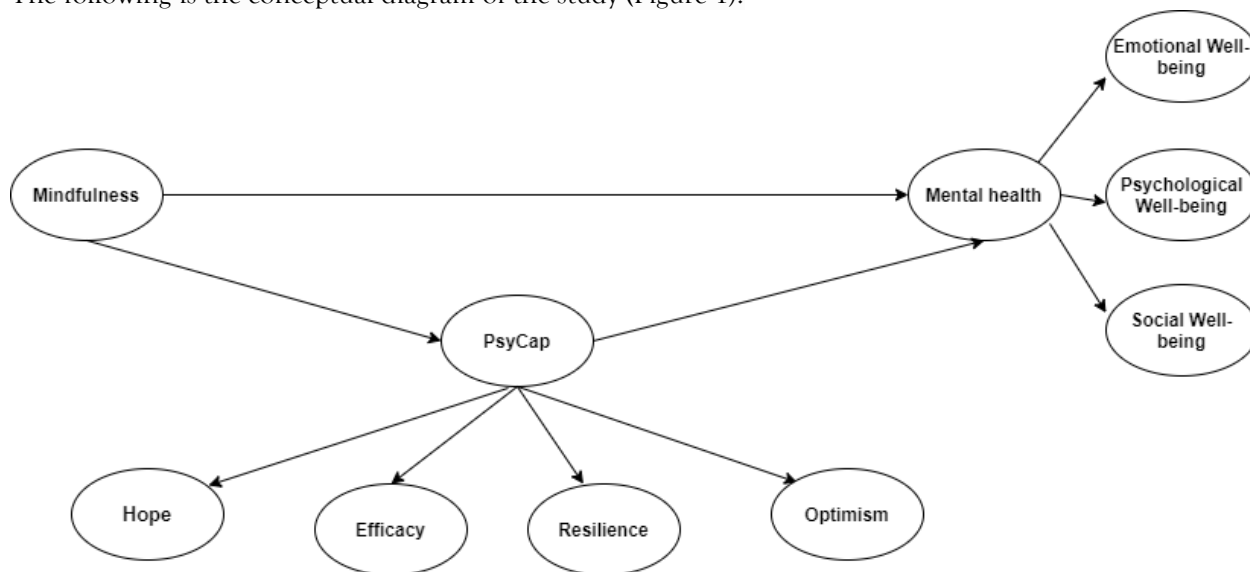 The following is the conceptual diagram of the study (Figure 1):
Emotional Well-
being
Mindfulness
Mental health
Psychological
Well-being
PsyCap
Social Well-
being
Hope
Efficacy
Resilience
Optimism